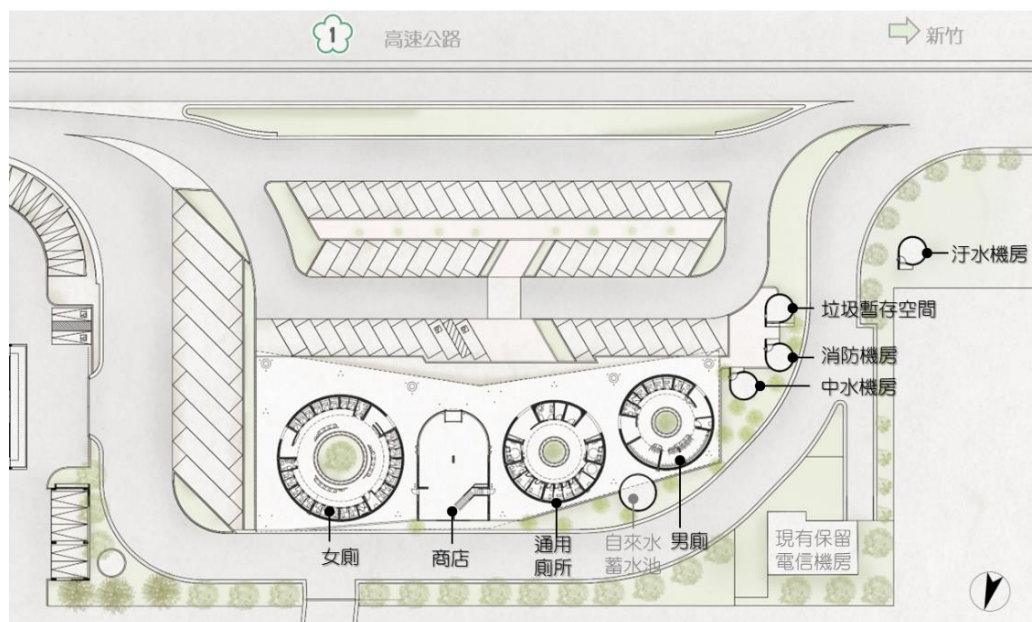 1
高速公路
新竹
汙水機房
垃圾暫存空間
消防機房
中水機房
女廁
商店
通用
廁所
自來水
蓄水池
男廁
現有保留
電信機房